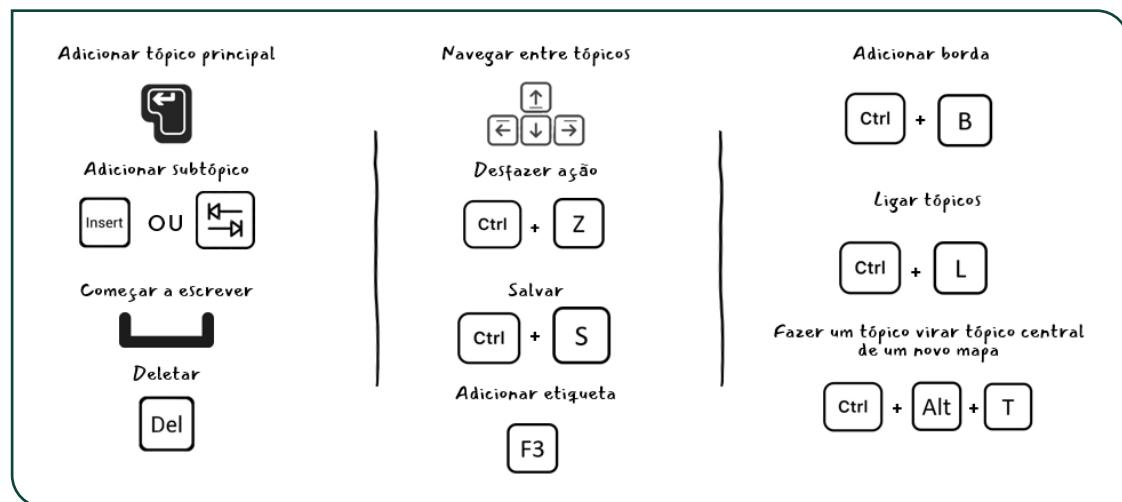 Adicionar tópico principal
Adicionar subtópico
Insert OU
Começar a escrever
Deletar
Del
Navegar entre tópicos
Desfazer ação
Ctrl + Z
Salvar
Ctrl + S
Adicionar etiqueta
F3
Adicionar borda
Ctrl + B
Ligar tópicos
Ctrl + L
Fazer um tópico virar tópico central
de um novo mapa
Ctrl + Alt + T